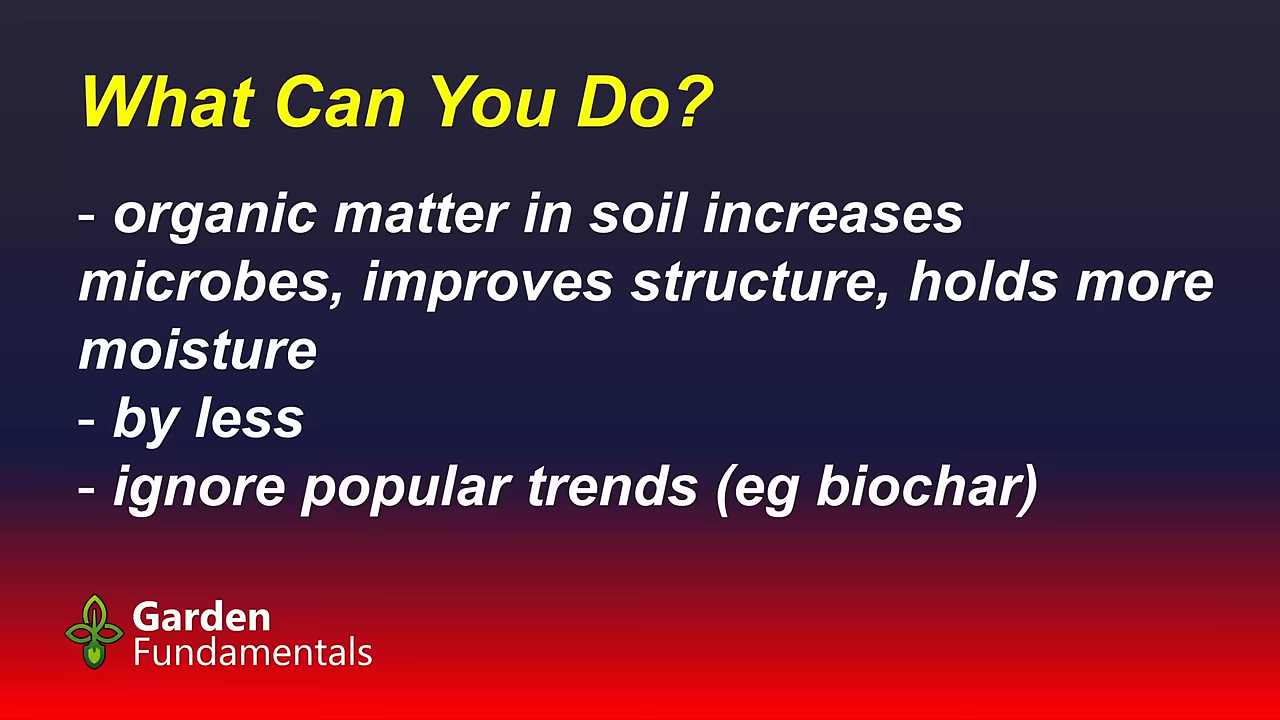 What Can You Do?
- organic matter in soil increases
microbes, improves structure, holds more
moisture
- by less
- ignore popular trends (eg biochar)
Garden
Fundamentals